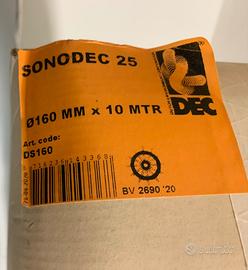 SONODEC 25
DEC
Ø160 MM x 10 MTR
Art. code:
DS160
BV 2690 '20